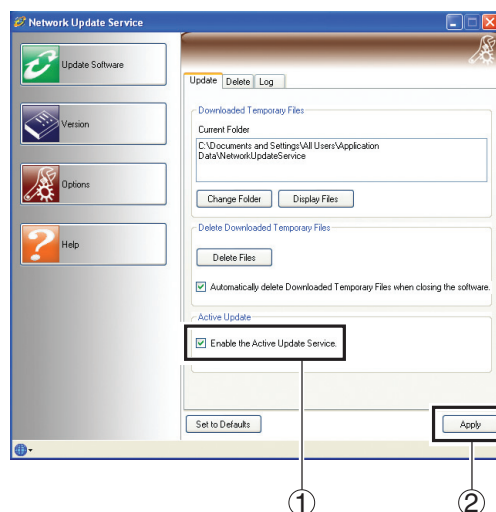 Network Update Service
Update Software
Version
Options
Help
Update Delete Log
Downloaded Temporary Files
Current Folder
C:\Documents and Settings\All Users\Application
Data\NetworkUpdateService
Change Folder Display Files
Delete Downloaded Temporary Files
Delete Files
Automatically delete Downloaded Temporary Files when closing the software.
Active Update
Enable the Active Update Service.
Set to Defaults Apply
① ②